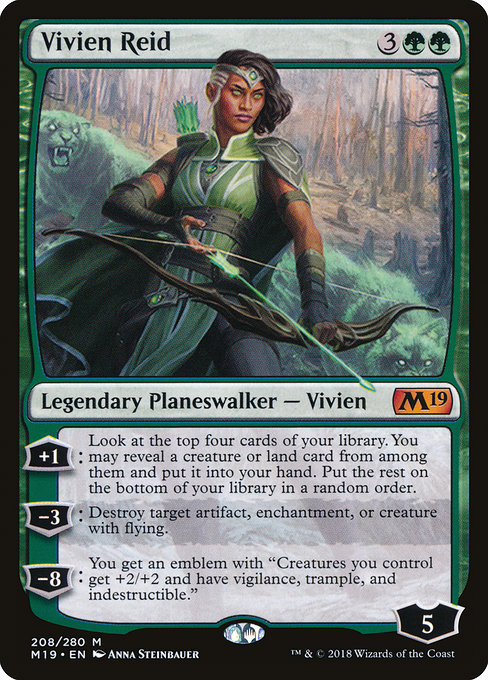 Vivien Reid 3
Legendary Planeswalker — Vivien M19
+1: Look at the top four cards of your library. You
may reveal a creature or land card from among
them and put it into your hand. Put the rest on
the bottom of your library in a random order.
−3: Destroy target artifact, enchantment, or creature
with flying.
−8: You get an emblem with “Creatures you control
get +2/+2 and have vigilance, trample, and
indestructible.”
5
208/280 M
M19 • EN Anna Steinbauer ™ & © 2018 Wizards of the Coast